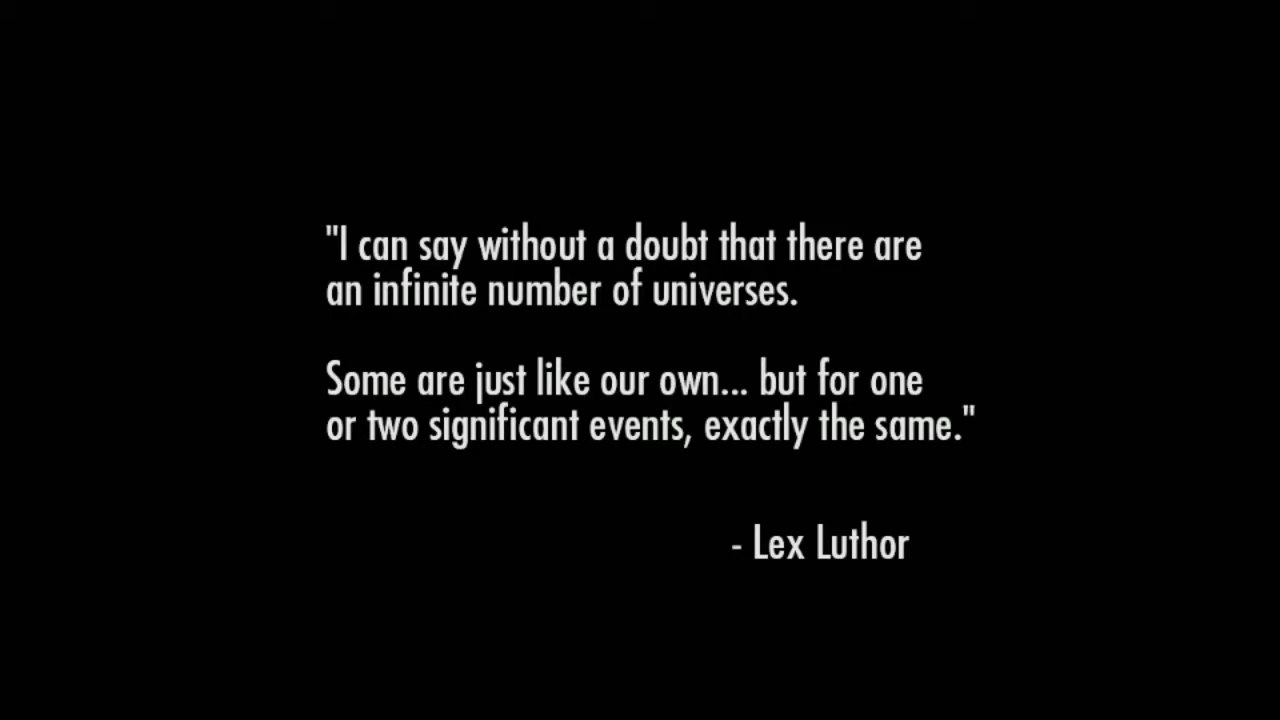 "I can say without a doubt that there are
an infinite number of universes.
Some are just like our own... but for one
or two significant events, exactly the same."
- Lex Luthor